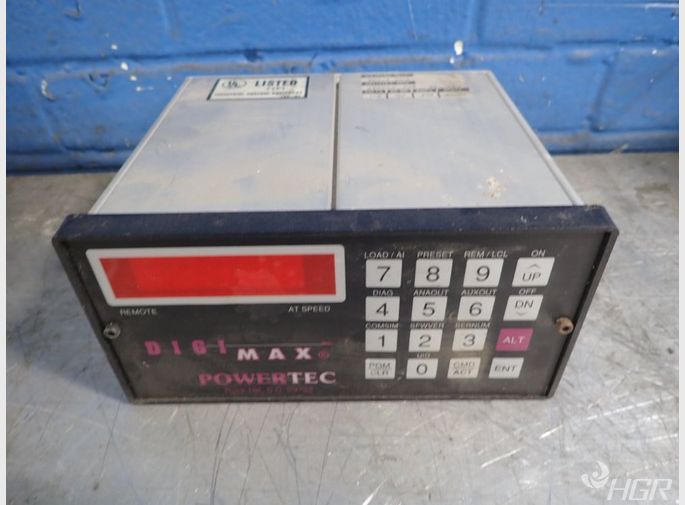 UL
LISTED
LOAD / AI PRESET REM / LCL ON
7 8 9 UP
REMOTE AT SPEED
DIAG ANAOUT AUXOUT OFF
4 5 6 DN
COMSIM SFWVER SERNUM
1 2 3 ALT
DIGI MAX®
UID
PGM CLR 0 CMD ACT ENT
POWERTEC
HGR